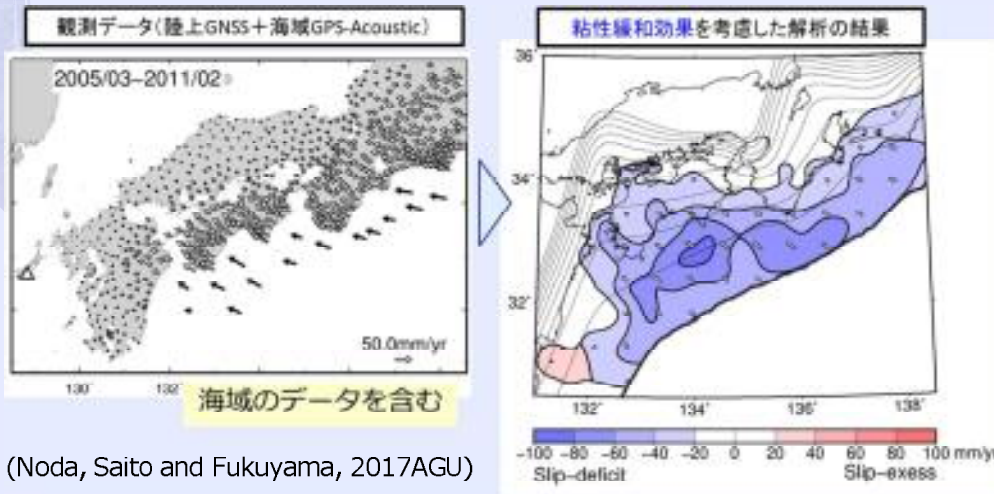 観測データ(陸上GNSS+海域GPS-Acoustic)
2005/03-2011/02
50.0mm/yr
130° 132°
海域のデータを含む
(Noda, Saito and Fukuyama, 2017AGU)
粘性緩和効果を考慮した解析の結果
36°
34°
32°
132° 134° 136° 138°
-100 -80 -60 -40 -20 0 20 40 60 80 100 mm/y
Slip-deficit Slip-exess